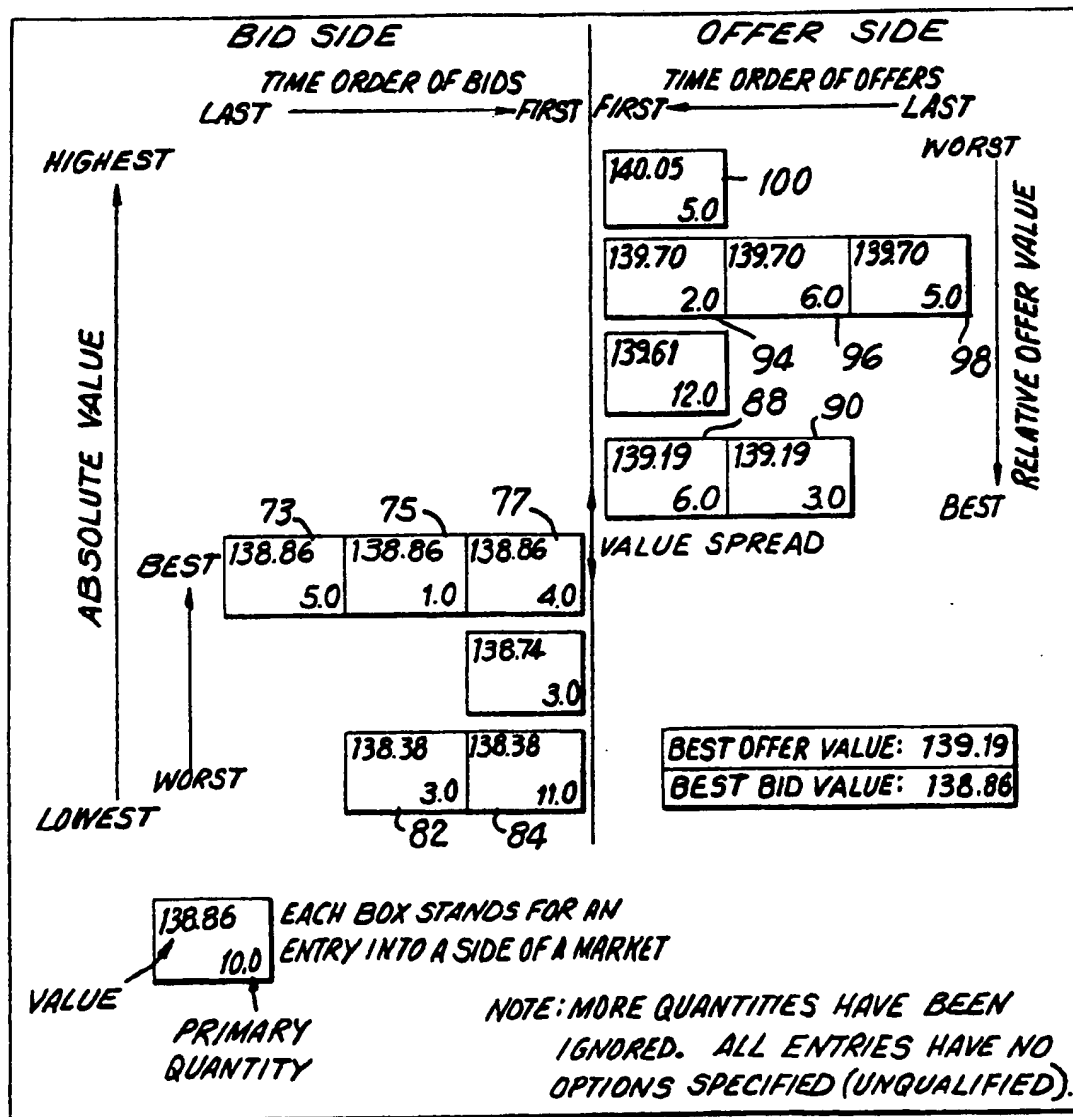 BID SIDE
OFFER SIDE
TIME ORDER OF BIDS
TIME ORDER OF OFFERS
LAST FIRST
FIRST LAST
HIGHEST
WORST
140.05
5.0
100
139.70 139.70 139.70
2.0 6.0 5.0
94 96 98
139.61
12.0
88 90
139.19 139.19
6.0 3.0
RELATIVE OFFER VALUE
BEST
ABSOLUTE VALUE
VALUE SPREAD
73 75 77
BEST
138.86 138.86 138.86
5.0 1.0 4.0
138.74
3.0
WORST
138.38 138.38
3.0 11.0
82 84
LOWEST
BEST OFFER VALUE: 139.19
BEST BID VALUE: 138.86
138.86
10.0
EACH BOX STANDS FOR AN
ENTRY INTO A SIDE OF A MARKET
VALUE
PRIMARY
QUANTITY
NOTE: MORE QUANTITIES HAVE BEEN
IGNORED. ALL ENTRIES HAVE NO
OPTIONS SPECIFIED (UNQUALIFIED).